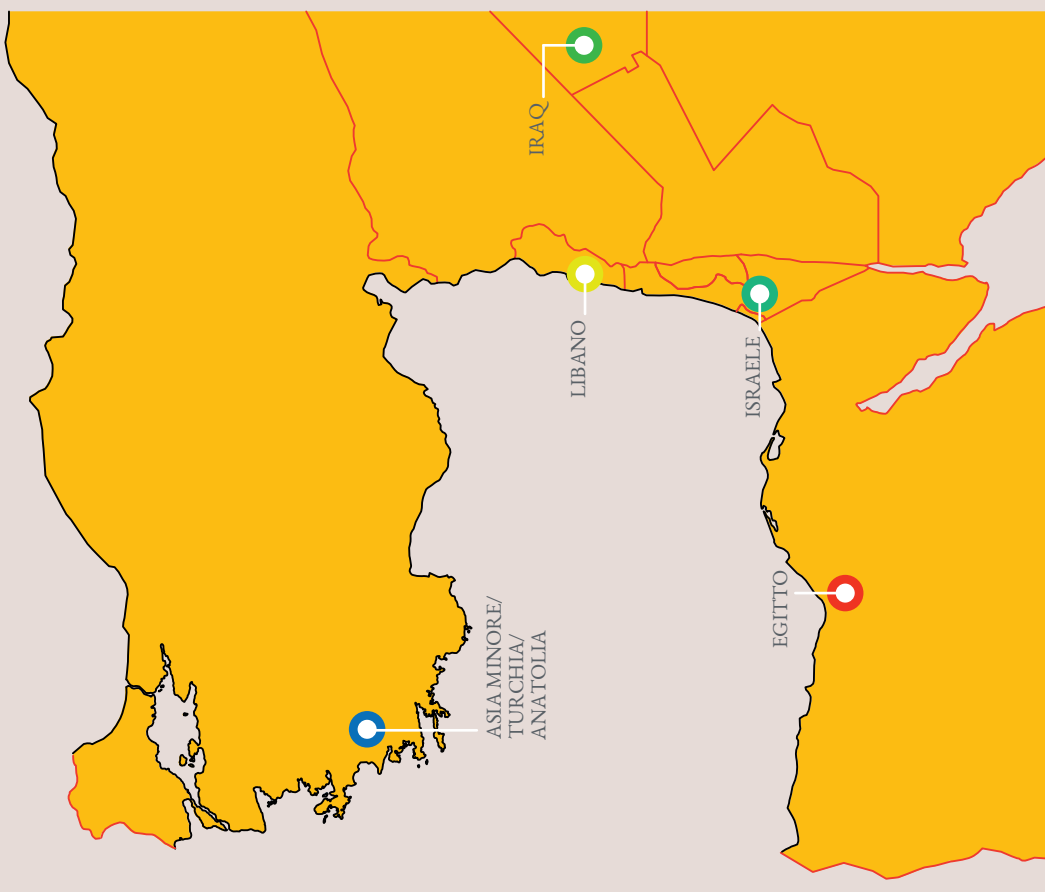 IRAQ
LIBANO
ISRAELE
EGITTO
ASIA MINORE/
TURCHIA/
ANATOLIA